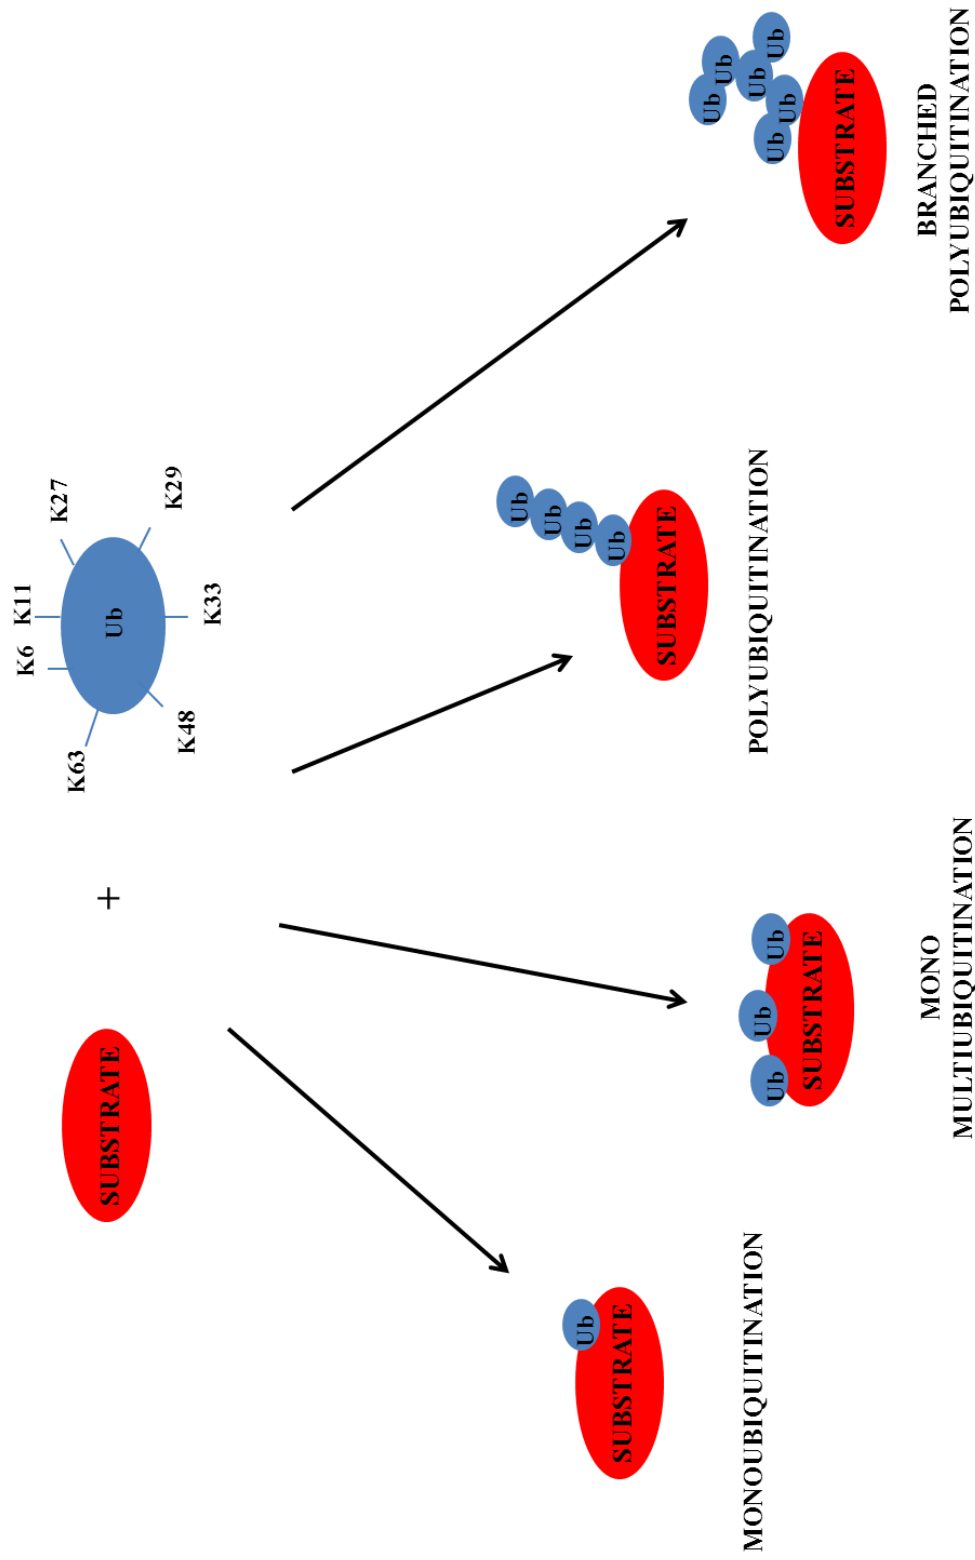 K6
K11
K27
K63
SUBSTRATE
+
Ub
K29
K48
K33
Ub
SUBSTRATE
MONOUBIQUITINATION
Ub
Ub
Ub
SUBSTRATE
MONO
MULTIUBIQUITINATION
Ub
Ub
Ub
Ub
SUBSTRATE
POLYUBIQUITINATION
Ub
Ub
Ub
Ub
Ub
Ub
SUBSTRATE
BRANCHED
POLYUBIQUITINATION